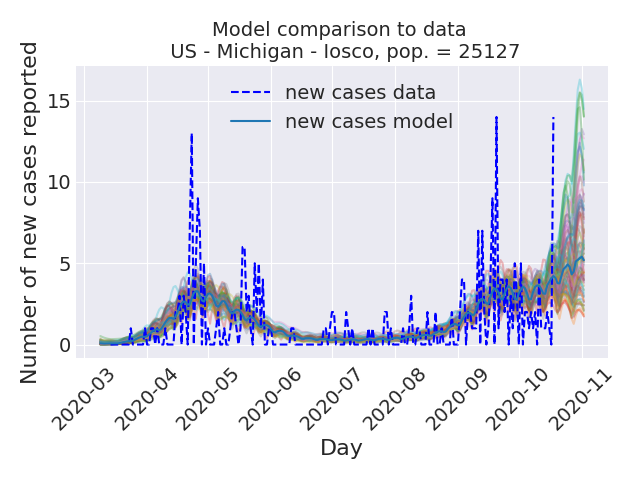 Model comparison to data
US - Michigan - Iosco, pop. = 25127
new cases data
new cases model
Number of new cases reported
15
10
5
0
2020-03
2020-04
2020-05
2020-06
2020-07
2020-08
2020-09
2020-10
2020-11
Day